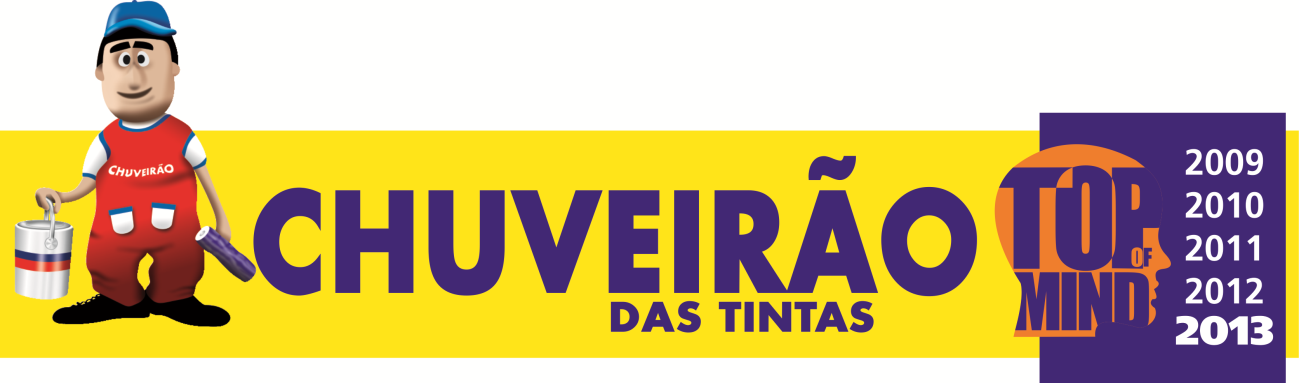 CHUVEIRÃO
CHUVEIRÃO
DAS TINTAS
TOP
OF
MIND
2009
2010
2011
2012
2013